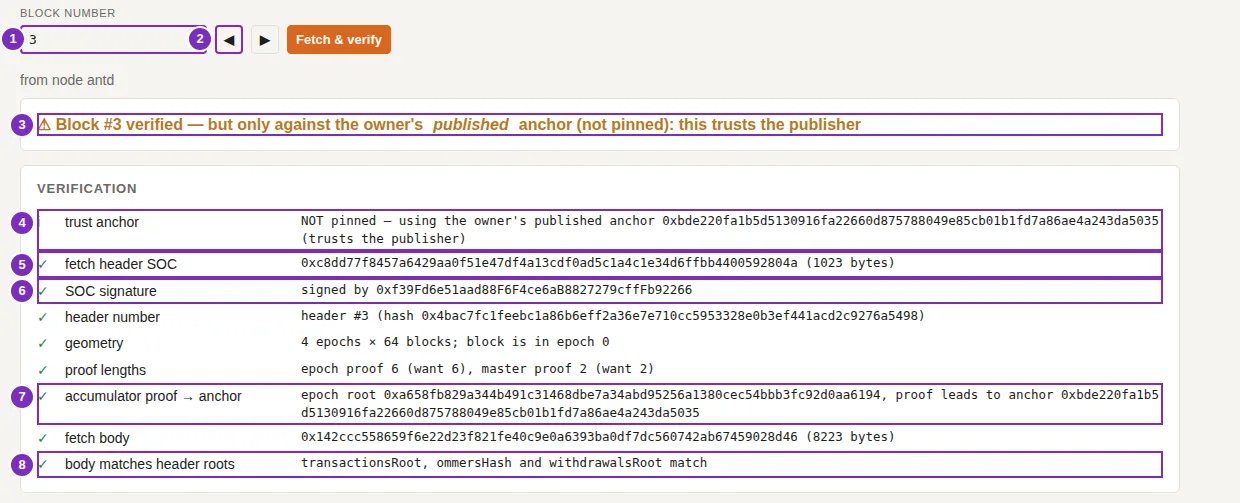 BLOCK NUMBER
1 3 2 ◀ ▶ Fetch & verify
from node antd
3 ⚠ Block #3 verified — but only against the owner's published anchor (not pinned): this trusts the publisher
VERIFICATION
4 trust anchor NOT pinned — using the owner's published anchor 0xbde220fa1b5d5130916fa22660d875788049e85cb01b1fd7a86ae4a243da5035
(trusts the publisher)
5 ✓ fetch header SOC 0xc8dd77f8457a6429aa0f51e47df4a13cdf0ad5c1a4c1e34d6ffbb4400592804a (1023 bytes)
6 ✓ SOC signature signed by 0xf39Fd6e51aad88F6F4ce6aB8827279cffFb92266
✓ header number header #3 (hash 0x4bac7fc1feebc1a86b6eff2a36e7e710cc5953328e0b3ef441acd2c9276a5498)
✓ geometry 4 epochs × 64 blocks; block is in epoch 0
✓ proof lengths epoch proof 6 (want 6), master proof 2 (want 2)
7 ✓ accumulator proof → anchor epoch root 0xa658fb829a344b491c31468dbe7a34abd95256a1380cec54bbb3fc92d0aa6194, proof leads to anchor 0xbde220fa1b5
d5130916fa22660d875788049e85cb01b1fd7a86ae4a243da5035
✓ fetch body 0x142ccc558659f6e22d23f821fe40c9e0a6393ba0df7dc560742ab67459028d46 (8223 bytes)
8 ✓ body matches header roots transactionsRoot, ommersHash and withdrawalsRoot match